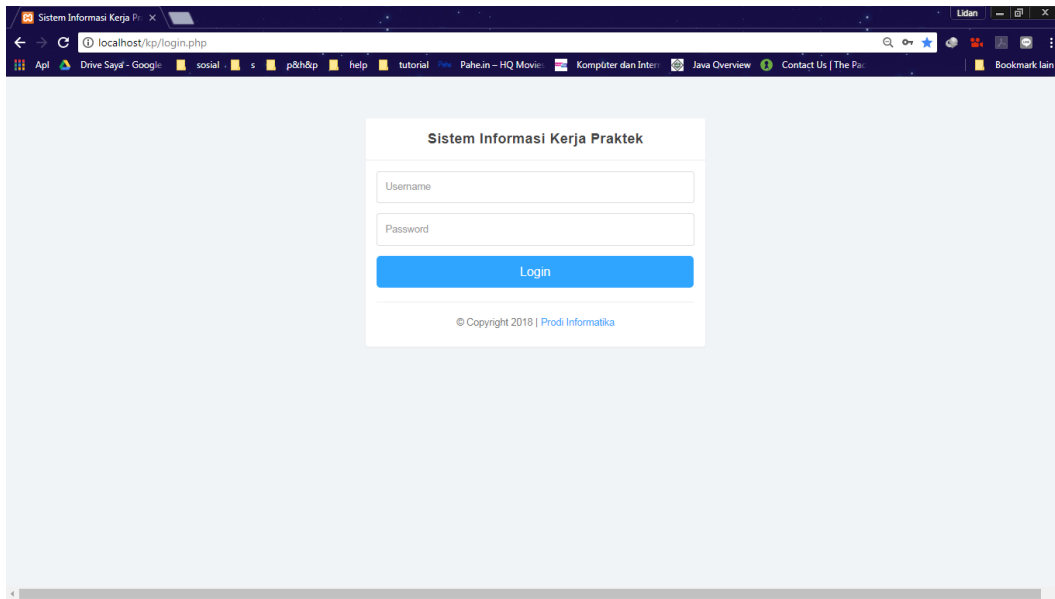 Sistem Informasi Kerja Pr
Lidan
localhost/kp/login.php
Apl Drive Saya - Google sosial s p&h&p help tutorial Pahe.in – HQ Movie Komputer dan Intern Java Overview Contact Us | The Pac Bookmark lain
Sistem Informasi Kerja Praktek
Username
Password
Login
© Copyright 2018 | Prodi Informatika